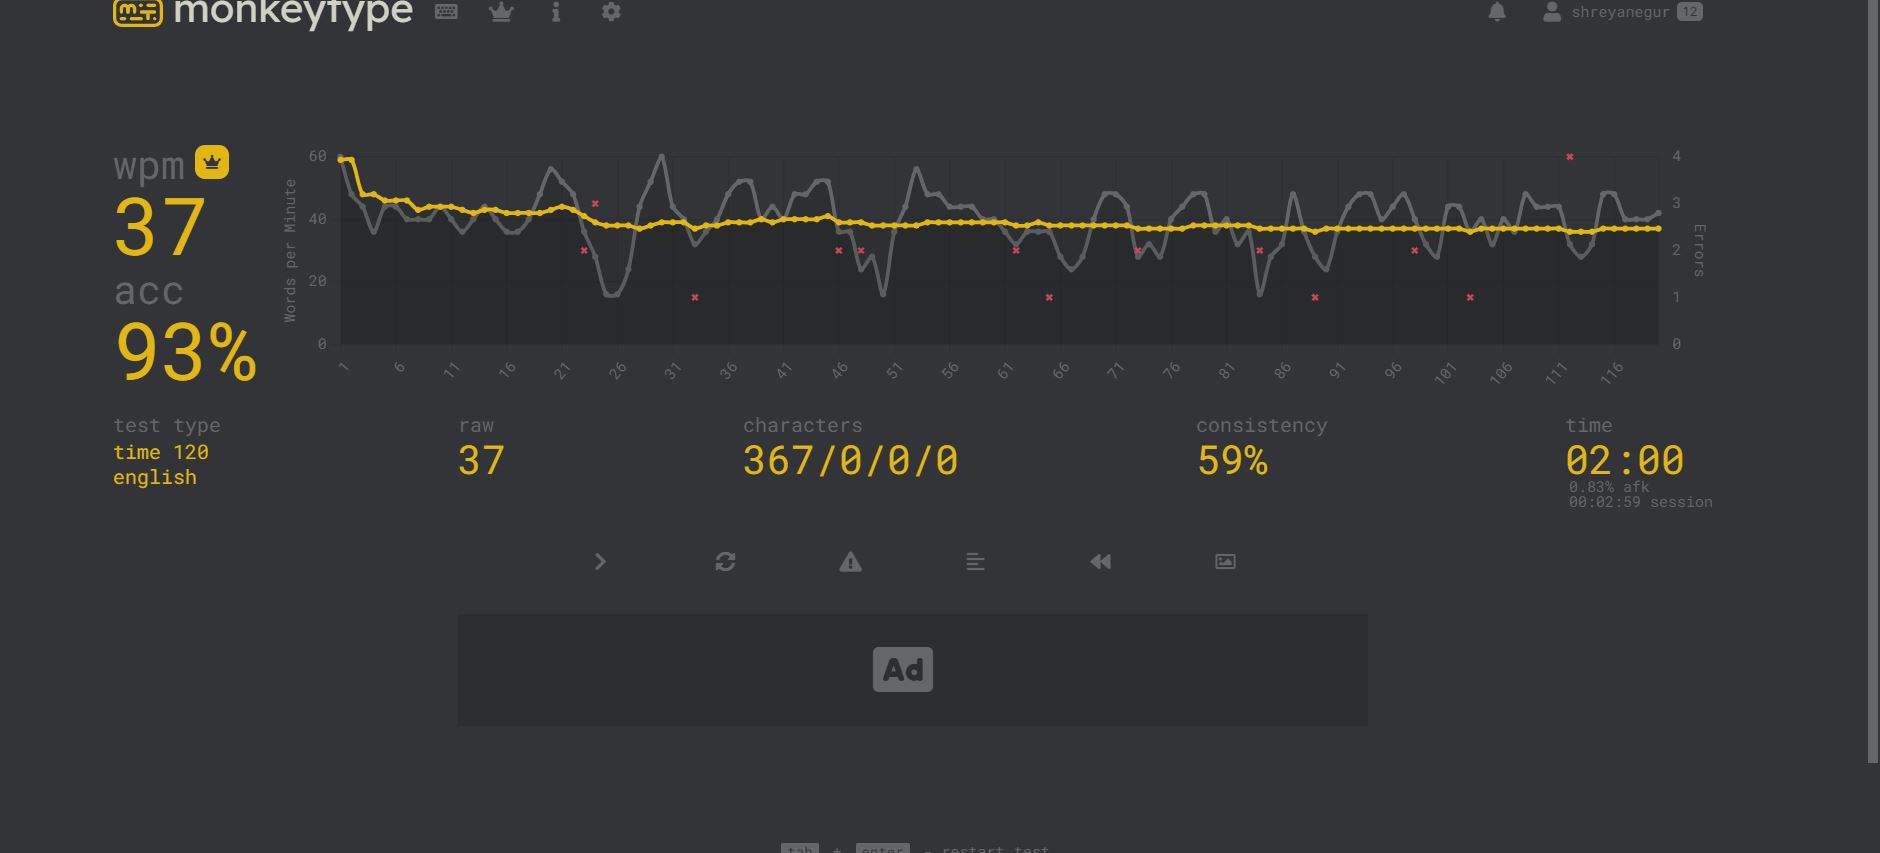 monkeytype
shreyanegur 12
wpm
37
acc
93%
Words per Minute
60
40
20
0
Errors
4
3
2
1
0
1 6 11 16 21 26 31 36 41 46 51 56 61 66 71 76 81 86 91 96 101 106 111 116
test type
time 120
english
raw
37
characters
367/0/0/0
consistency
59%
time
02:00
0.83% afk
00:02:59 session
Ad
tab + enter - restart test